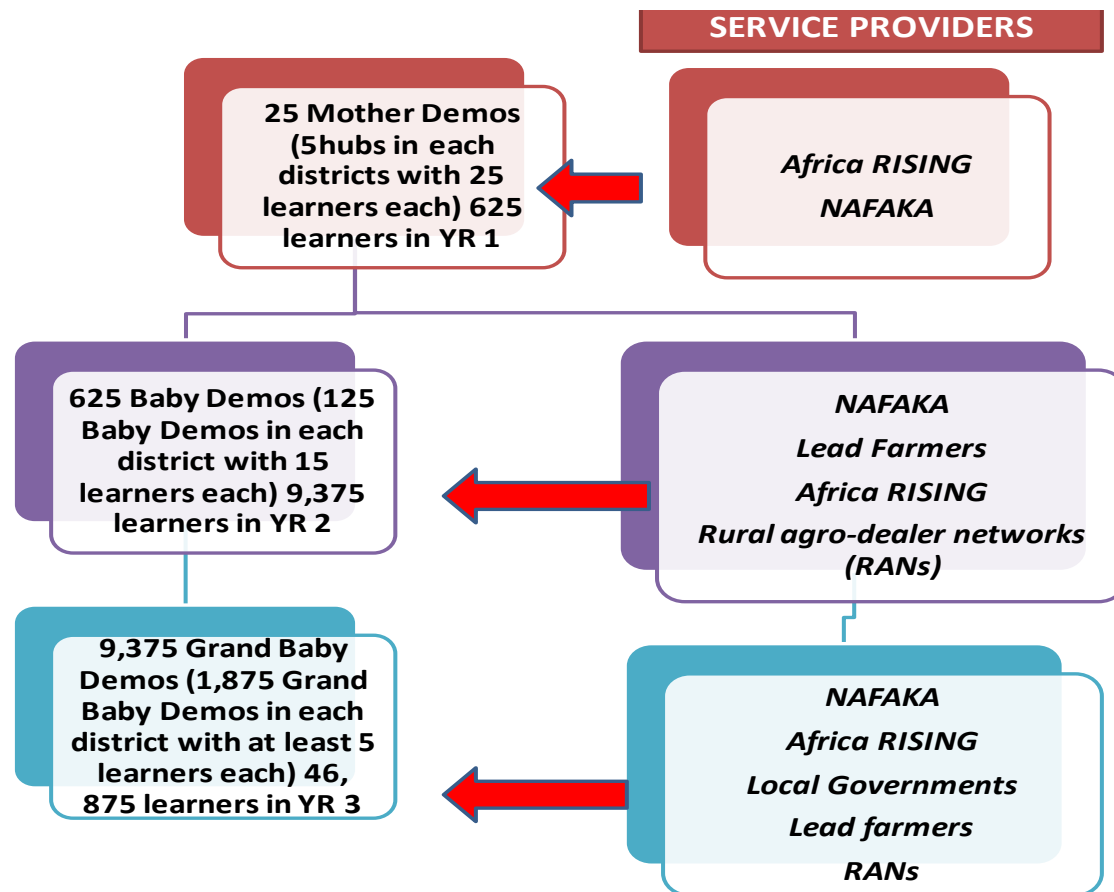 SERVICE PROVIDERS
25 Mother Demos
(5hubs in each
districts with 25
learners each) 625
learners in YR 1
Africa RISING
NAFAKA
625 Baby Demos (125
Baby Demos in each
district with 15
learners each) 9,375
learners in YR 2
NAFAKA
Lead Farmers
Africa RISING
Rural agro-dealer networks
(RANs)
9,375 Grand Baby
Demos (1,875 Grand
Baby Demos in each
district with at least 5
learners each) 46,
875 learners in YR 3
NAFAKA
Africa RISING
Local Governments
Lead farmers
RANs